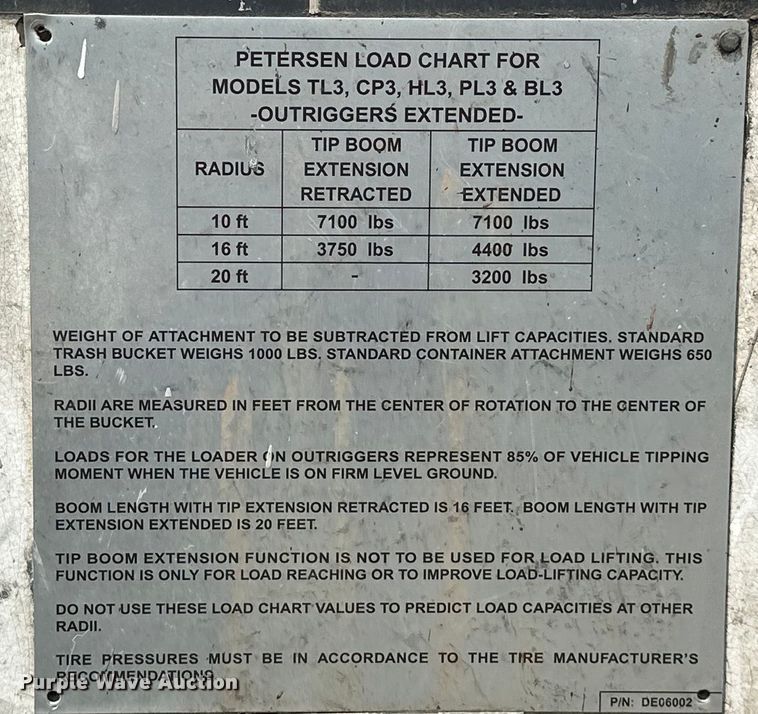 PETERSEN LOAD CHART FOR
MODELS TL3, CP3, HL3, PL3 & BL3
-OUTRIGGERS EXTENDED-
RADIUS
TIP BOOM
EXTENSION
RETRACTED
TIP BOOM
EXTENSION
EXTENDED
10 ft 7100 lbs 7100 lbs
16 ft 3750 lbs 4400 lbs
20 ft - 3200 lbs
WEIGHT OF ATTACHMENT TO BE SUBTRACTED FROM LIFT CAPACITIES. STANDARD
TRASH BUCKET WEIGHS 1000 LBS. STANDARD CONTAINER ATTACHMENT WEIGHS 650
LBS.
RADII ARE MEASURED IN FEET FROM THE CENTER OF ROTATION TO THE CENTER OF
THE BUCKET.
LOADS FOR THE LOADER ON OUTRIGGERS REPRESENT 85% OF VEHICLE TIPPING
MOMENT WHEN THE VEHICLE IS ON FIRM LEVEL GROUND.
BOOM LENGTH WITH TIP EXTENSION RETRACTED IS 16 FEET. BOOM LENGTH WITH TIP
EXTENSION EXTENDED IS 20 FEET.
TIP BOOM EXTENSION FUNCTION IS NOT TO BE USED FOR LOAD LIFTING. THIS
FUNCTION IS ONLY FOR LOAD REACHING OR TO IMPROVE LOAD-LIFTING CAPACITY.
DO NOT USE THESE LOAD CHART VALUES TO PREDICT LOAD CAPACITIES AT OTHER
RADII.
TIRE PRESSURES MUST BE IN ACCORDANCE TO THE TIRE MANUFACTURER'S
RECOMMENDATIONS.
Purple Wave Auction
P/N: DE06002